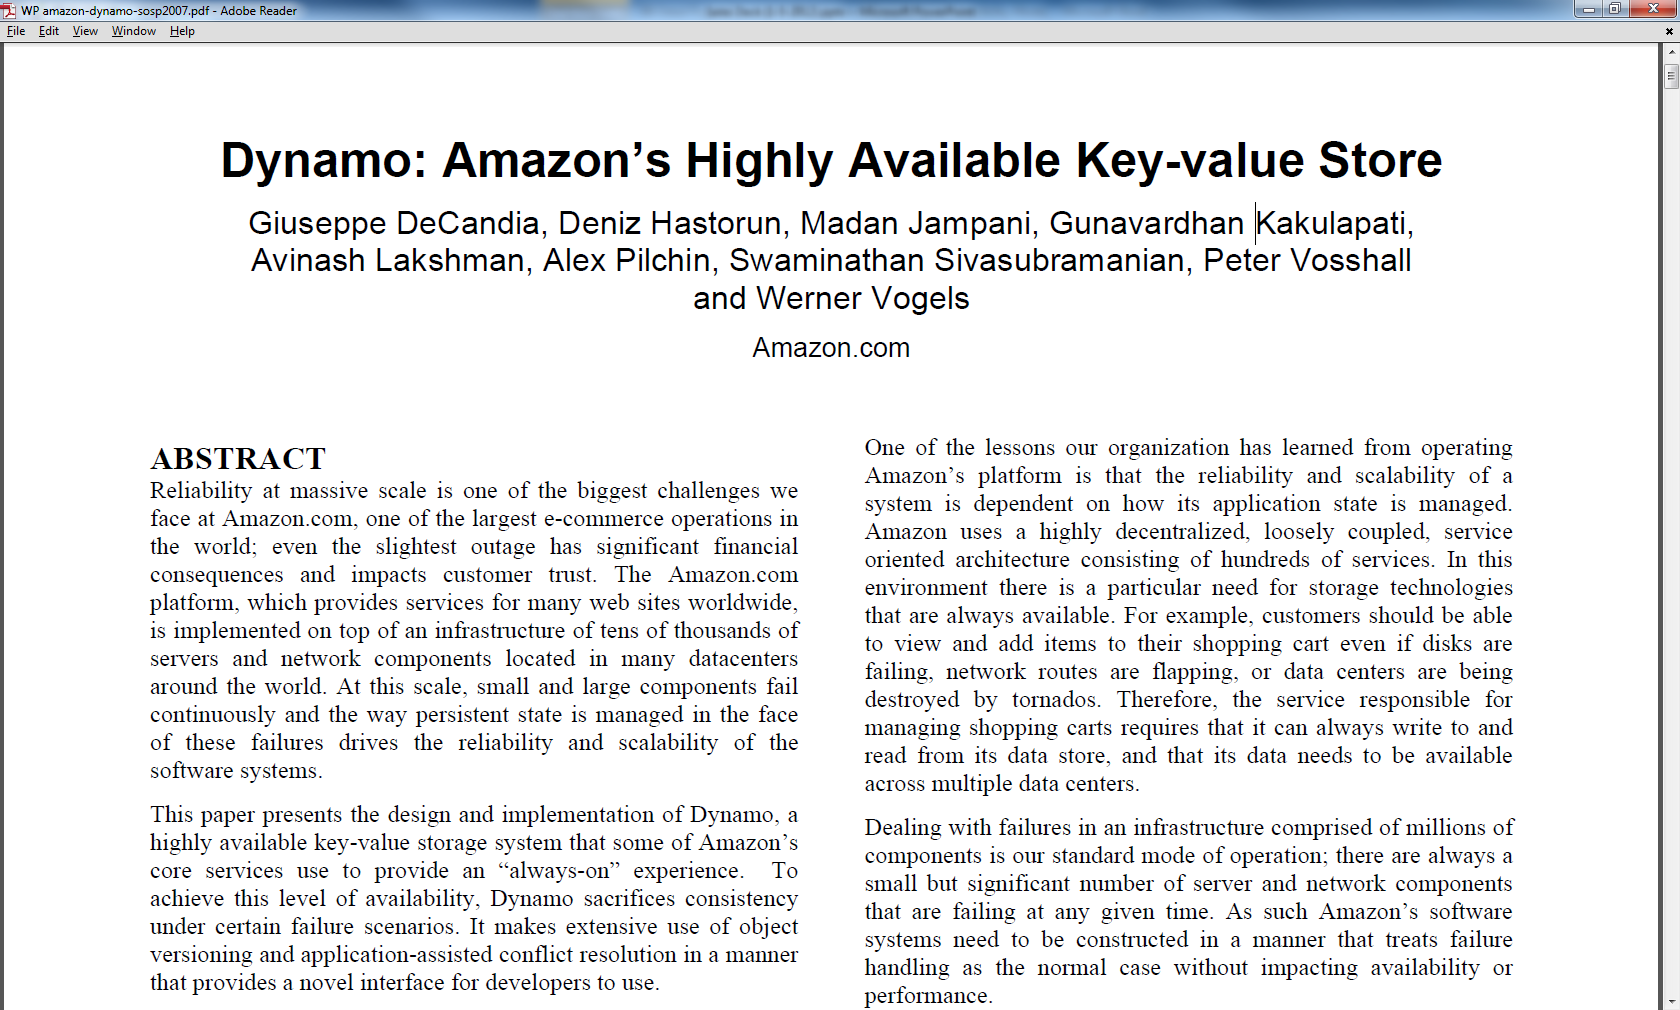 WP amazon-dynamo-sosp2007.pdf - Adobe Reader
File Edit View Window Help
Dynamo: Amazon’s Highly Available Key-value Store
Giuseppe DeCandia, Deniz Hastorun, Madan Jampani, Gunavardhan Kakulapati,
Avinash Lakshman, Alex Pilchin, Swaminathan Sivasubramanian, Peter Vosshall
and Werner Vogels
Amazon.com
ABSTRACT
Reliability at massive scale is one of the biggest challenges we
face at Amazon.com, one of the largest e-commerce operations in
the world; even the slightest outage has significant financial
consequences and impacts customer trust. The Amazon.com
platform, which provides services for many web sites worldwide,
is implemented on top of an infrastructure of tens of thousands of
servers and network components located in many datacenters
around the world. At this scale, small and large components fail
continuously and the way persistent state is managed in the face
of these failures drives the reliability and scalability of the
software systems.
This paper presents the design and implementation of Dynamo, a
highly available key-value storage system that some of Amazon’s
core services use to provide an “always-on” experience.  To
achieve this level of availability, Dynamo sacrifices consistency
under certain failure scenarios. It makes extensive use of object
versioning and application-assisted conflict resolution in a manner
that provides a novel interface for developers to use.
One of the lessons our organization has learned from operating
Amazon’s platform is that the reliability and scalability of a
system is dependent on how its application state is managed.
Amazon uses a highly decentralized, loosely coupled, service
oriented architecture consisting of hundreds of services. In this
environment there is a particular need for storage technologies
that are always available. For example, customers should be able
to view and add items to their shopping cart even if disks are
failing, network routes are flapping, or data centers are being
destroyed by tornados. Therefore, the service responsible for
managing shopping carts requires that it can always write to and
read from its data store, and that its data needs to be available
across multiple data centers.
Dealing with failures in an infrastructure comprised of millions of
components is our standard mode of operation; there are always a
small but significant number of server and network components
that are failing at any given time. As such Amazon’s software
systems need to be constructed in a manner that treats failure
handling as the normal case without impacting availability or
performance.